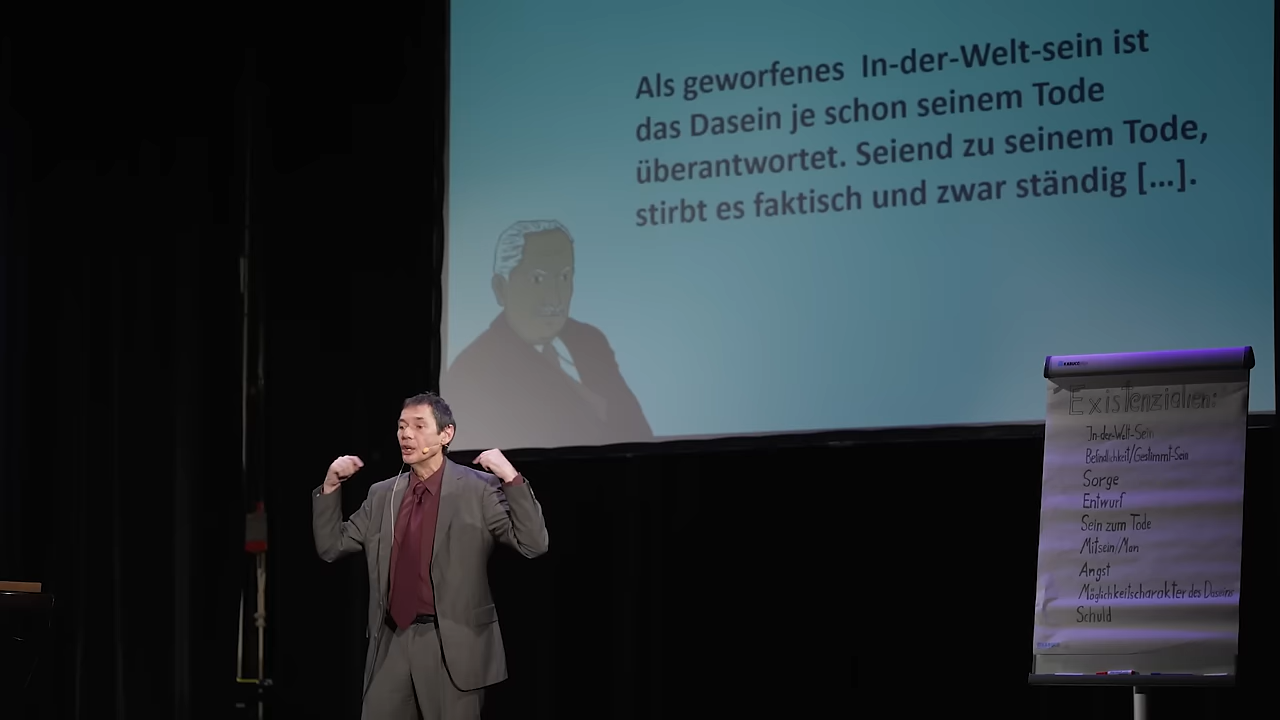 Als geworfenes In-der-Welt-sein ist
das Dasein je schon seinem Tode
überantwortet. Seiend zu seinem Tode,
stirbt es faktisch und zwar ständig [...].
Existenzialien:
In-der-Welt-Sein
Befindlichkeit/Gestimmt-Sein
Sorge
Entwurf
Sein zum Tode
Mitsein/Man
Angst
Möglichkeitscharakter des Daseins
Schuld